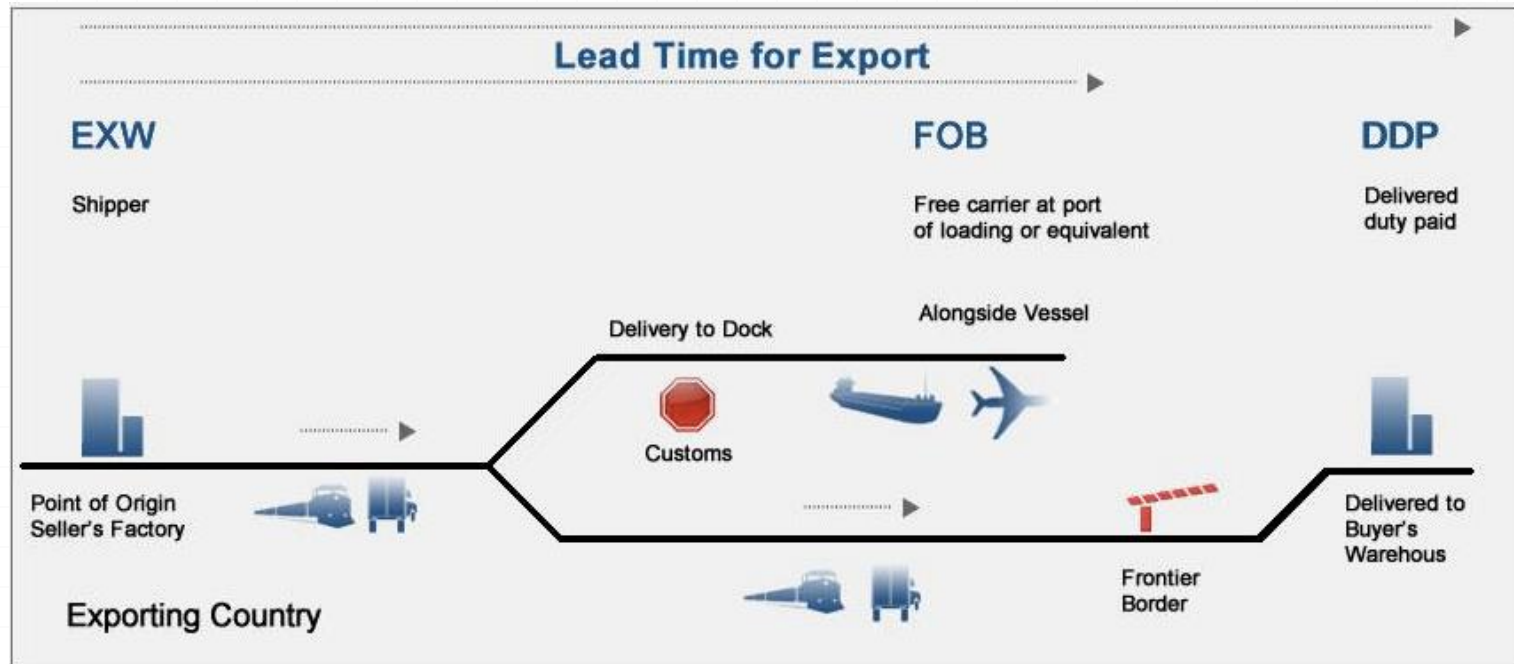 Lead Time for Export
EXW
FOB
DDP
Shipper
Free carrier at port
of loading or equivalent
Delivered
duty paid
Delivery to Dock
Alongside Vessel
Customs
Point of Origin
Seller's Factory
Delivered to
Buyer's
Warehous
Frontier
Border
Exporting Country